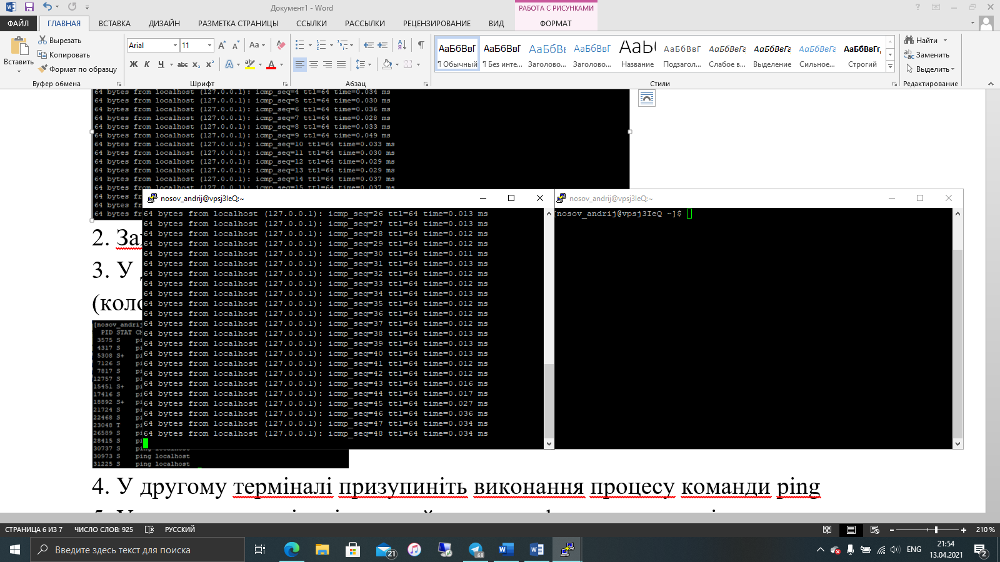 Документ1 - Word
РАБОТА С РИСУНКАМИ
ФАЙЛ
ГЛАВНАЯ
ВСТАВКА
ДИЗАЙН
РАЗМЕТКА СТРАНИЦЫ
ССЫЛКИ
РАССЫЛКИ
РЕЦЕНЗИРОВАНИЕ
ВИД
ФОРМАТ
Вставить
Вырезать
Копировать
Формат по образцу
Буфер обмена
Arial
11
Шрифт
Абзац
АаБбВвГ
¶ Обычный
АаБбВвГ
¶ Без инте...
Заголово...
АаБбВвГ
Заголово...
Название
АаБбВвГ
Подзагол...
АаБбВвГг
Слабое в...
АаБбВвГг
Выделение
АаБбВвГг
Сильное...
АаБбВвГг,
Строгий
Стили
Найти
Заменить
Выделить
Редактирование
64 bytes from localhost (127.0.0.1): icmp_seq=4 ttl=64 time=0.034 ms
64 bytes from localhost (127.0.0.1): icmp_seq=5 ttl=64 time=0.030 ms
64 bytes from localhost (127.0.0.1): icmp_seq=6 ttl=64 time=0.036 ms
64 bytes from localhost (127.0.0.1): icmp_seq=7 ttl=64 time=0.028 ms
64 bytes from localhost (127.0.0.1): icmp_seq=8 ttl=64 time=0.033 ms
64 bytes from localhost (127.0.0.1): icmp_seq=9 ttl=64 time=0.049 ms
64 bytes from localhost (127.0.0.1): icmp_seq=10 ttl=64 time=0.033 ms
64 bytes from localhost (127.0.0.1): icmp_seq=11 ttl=64 time=0.030 ms
64 bytes from localhost (127.0.0.1): icmp_seq=12 ttl=64 time=0.029 ms
64 bytes from localhost (127.0.0.1): icmp_seq=13 ttl=64 time=0.029 ms
64 bytes from localhost (127.0.0.1): icmp_seq=14 ttl=64 time=0.037 ms
64 bytes from localhost (127.0.0.1): icmp_seq=15 ttl=64 time=0.037 ms
64 bytes
64 bytes
64 bytes
nosov_andrij@vpsj3IeQ:~
64 bytes from localhost (127.0.0.1): icmp_seq=26 ttl=64 time=0.013 ms
64 bytes from localhost (127.0.0.1): icmp_seq=27 ttl=64 time=0.013 ms
64 bytes from localhost (127.0.0.1): icmp_seq=28 ttl=64 time=0.012 ms
64 bytes from localhost (127.0.0.1): icmp_seq=29 ttl=64 time=0.012 ms
64 bytes from localhost (127.0.0.1): icmp_seq=30 ttl=64 time=0.011 ms
64 bytes from localhost (127.0.0.1): icmp_seq=31 ttl=64 time=0.013 ms
64 bytes from localhost (127.0.0.1): icmp_seq=32 ttl=64 time=0.012 ms
64 bytes from localhost (127.0.0.1): icmp_seq=33 ttl=64 time=0.012 ms
64 bytes from localhost (127.0.0.1): icmp_seq=34 ttl=64 time=0.013 ms
64 bytes from localhost (127.0.0.1): icmp_seq=35 ttl=64 time=0.012 ms
64 bytes from localhost (127.0.0.1): icmp_seq=36 ttl=64 time=0.012 ms
64 bytes from localhost (127.0.0.1): icmp_seq=37 ttl=64 time=0.012 ms
64 bytes from localhost (127.0.0.1): icmp_seq=38 ttl=64 time=0.013 ms
64 bytes from localhost (127.0.0.1): icmp_seq=39 ttl=64 time=0.013 ms
64 bytes from localhost (127.0.0.1): icmp_seq=40 ttl=64 time=0.013 ms
64 bytes from localhost (127.0.0.1): icmp_seq=41 ttl=64 time=0.012 ms
64 bytes from localhost (127.0.0.1): icmp_seq=42 ttl=64 time=0.012 ms
64 bytes from localhost (127.0.0.1): icmp_seq=43 ttl=64 time=0.016 ms
64 bytes from localhost (127.0.0.1): icmp_seq=44 ttl=64 time=0.017 ms
64 bytes from localhost (127.0.0.1): icmp_seq=45 ttl=64 time=0.027 ms
64 bytes from localhost (127.0.0.1): icmp_seq=46 ttl=64 time=0.036 ms
64 bytes from localhost (127.0.0.1): icmp_seq=47 ttl=64 time=0.034 ms
64 bytes from localhost (127.0.0.1): icmp_seq=48 ttl=64 time=0.034 ms
nosov_andrij@vpsj3IeQ:~
[nosov_andrij@vpsj3IeQ ~]$
2. За
3. У
(коло
[nosov_andrij
PID STAT
3575 S
4317 S
5308 S+
7126 S
7817 S
12757 S
15451 S+
17416 S
18892 S+
21724 S
22468 S
23048 T
26589 S
28415 S
30737 S ping localhost
30973 S ping localhost
31225 S ping localhost
4. У другому терміналі призупиніть виконання процесу команди ping
СТРАНИЦА 6 ИЗ 7
ЧИСЛО СЛОВ: 925
РУССКИЙ
210 %
Введите здесь текст для поиска
21
.68
ENG
21:54
13.04.2021
2